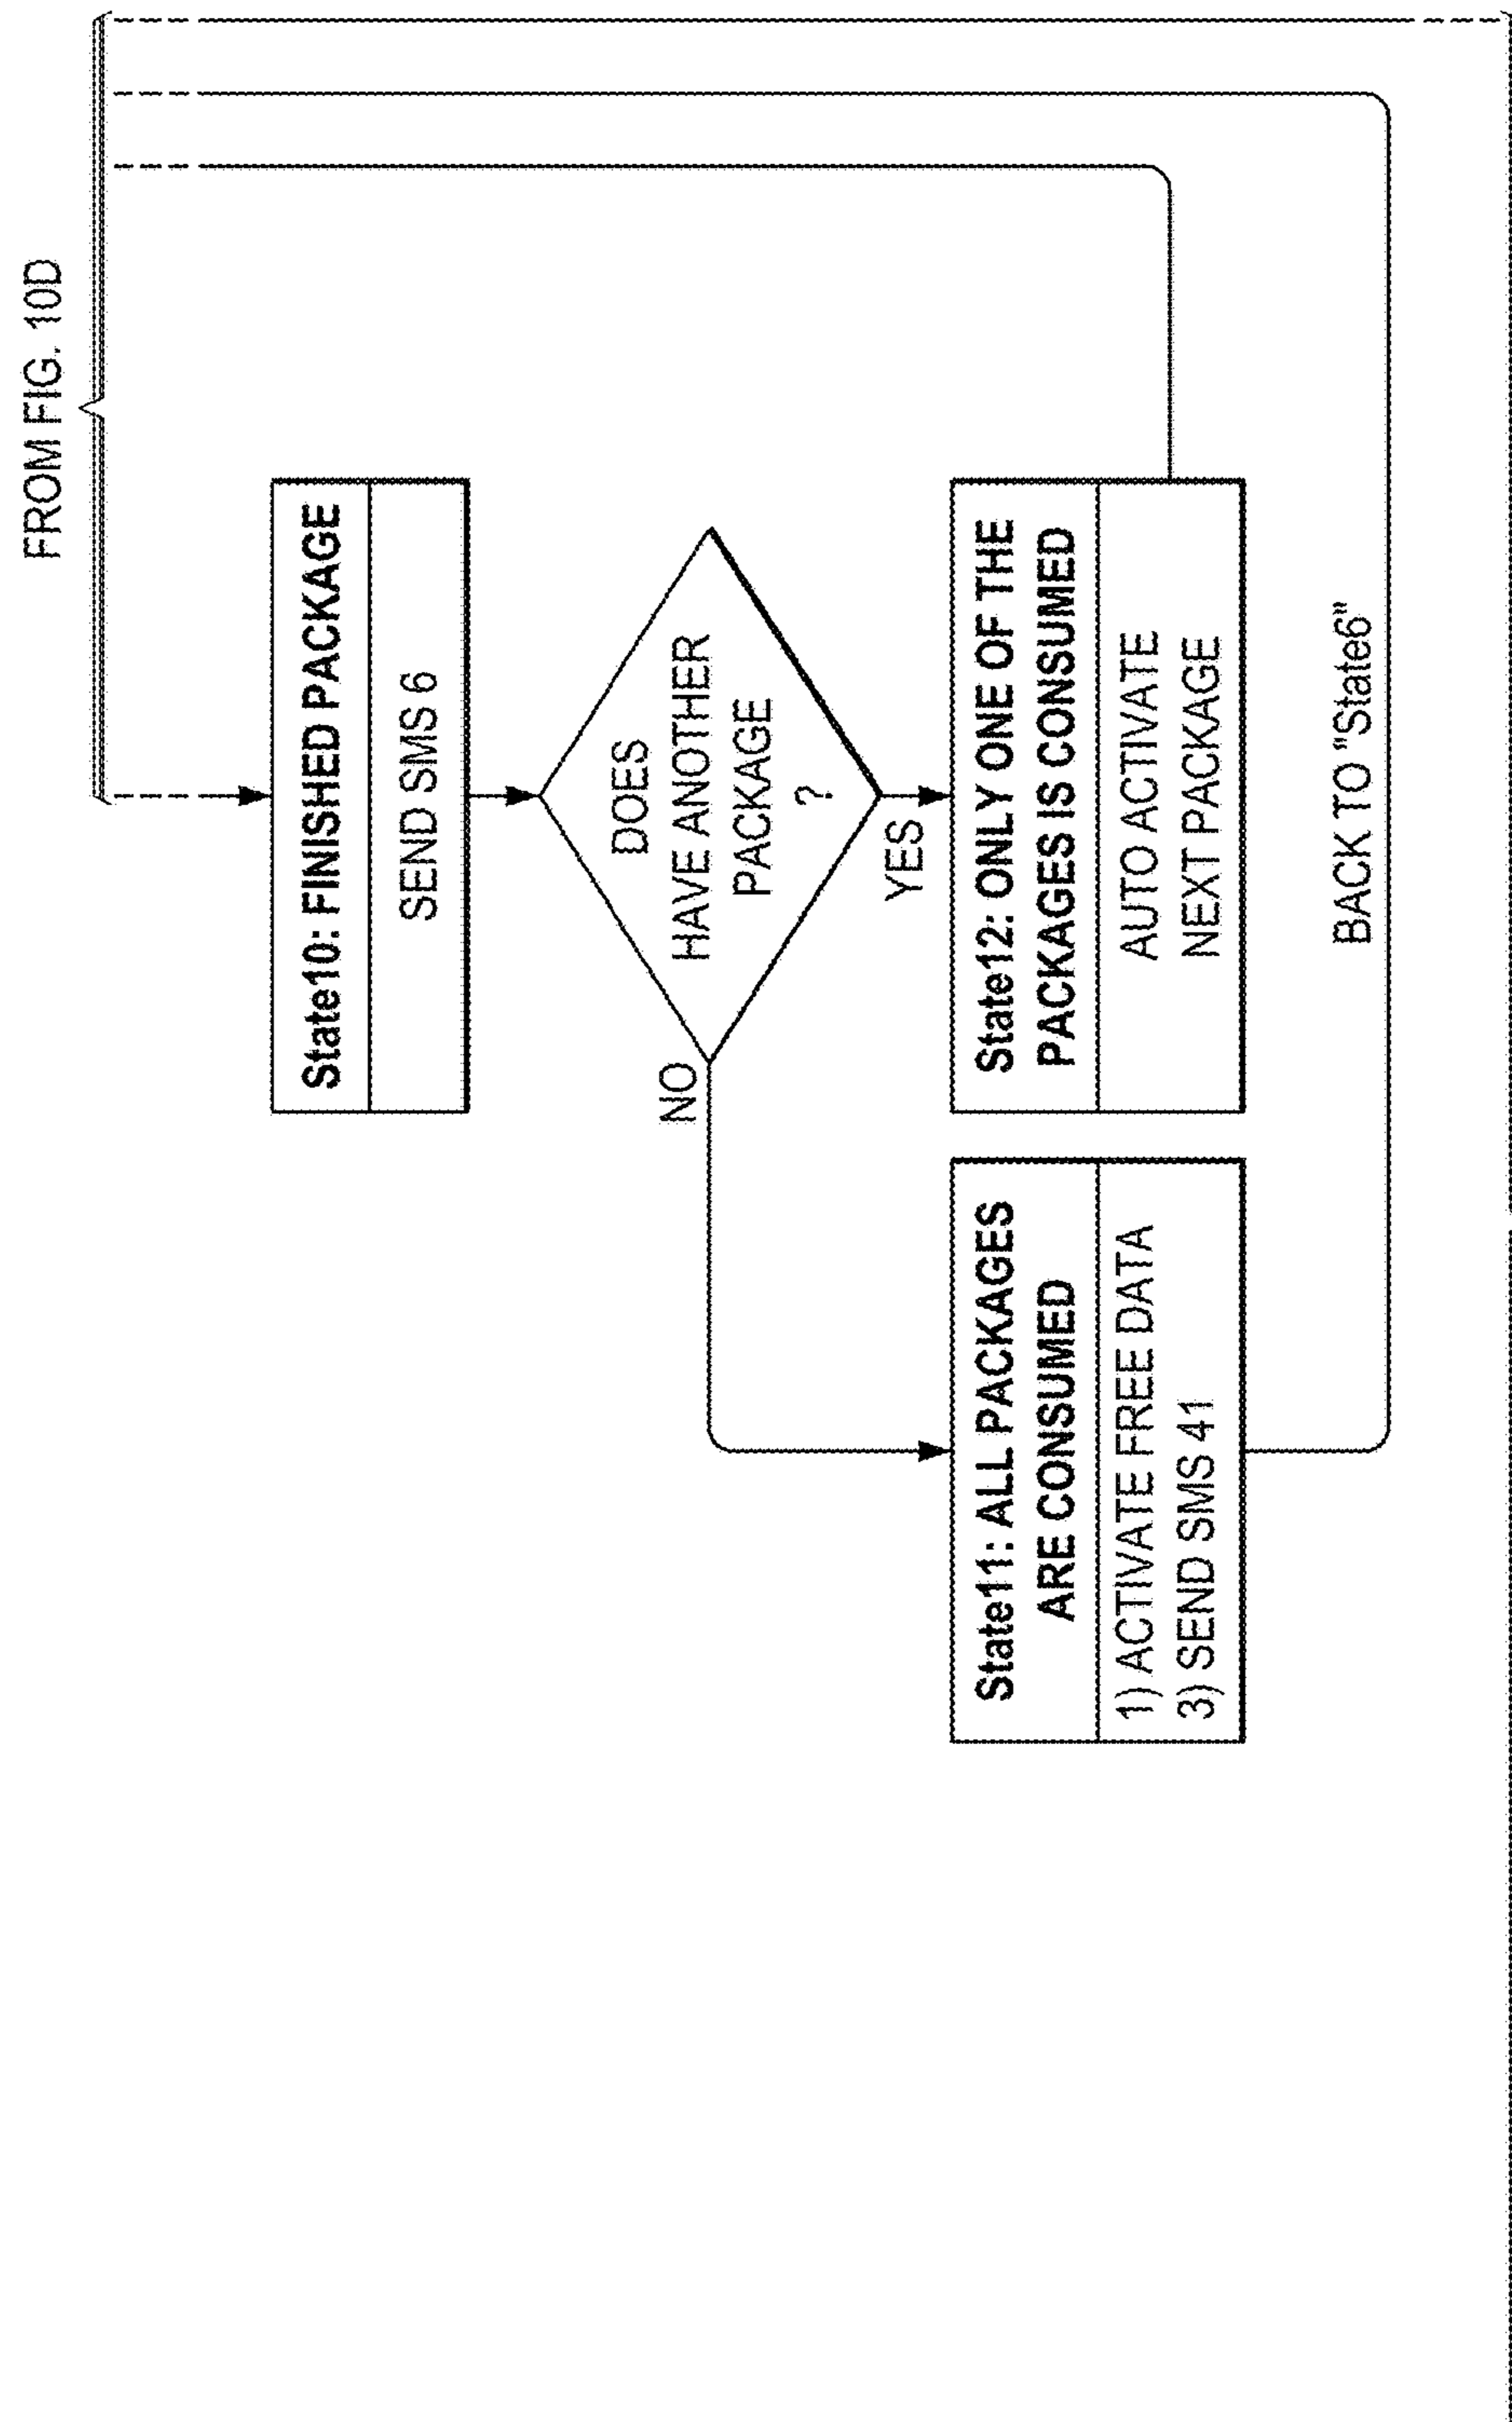 FROM FIG. 10D
State10: FINISHED PACKAGE
SEND SMS 6
DOES
HAVE ANOTHER
PACKAGE
?
NO
YES
State11: ALL PACKAGES
ARE CONSUMED
1) ACTIVATE FREE DATA
3) SEND SMS 41
State12: ONLY ONE OF THE
PACKAGES IS CONSUMED
AUTO ACTIVATE
NEXT PACKAGE
BACK TO "State6"